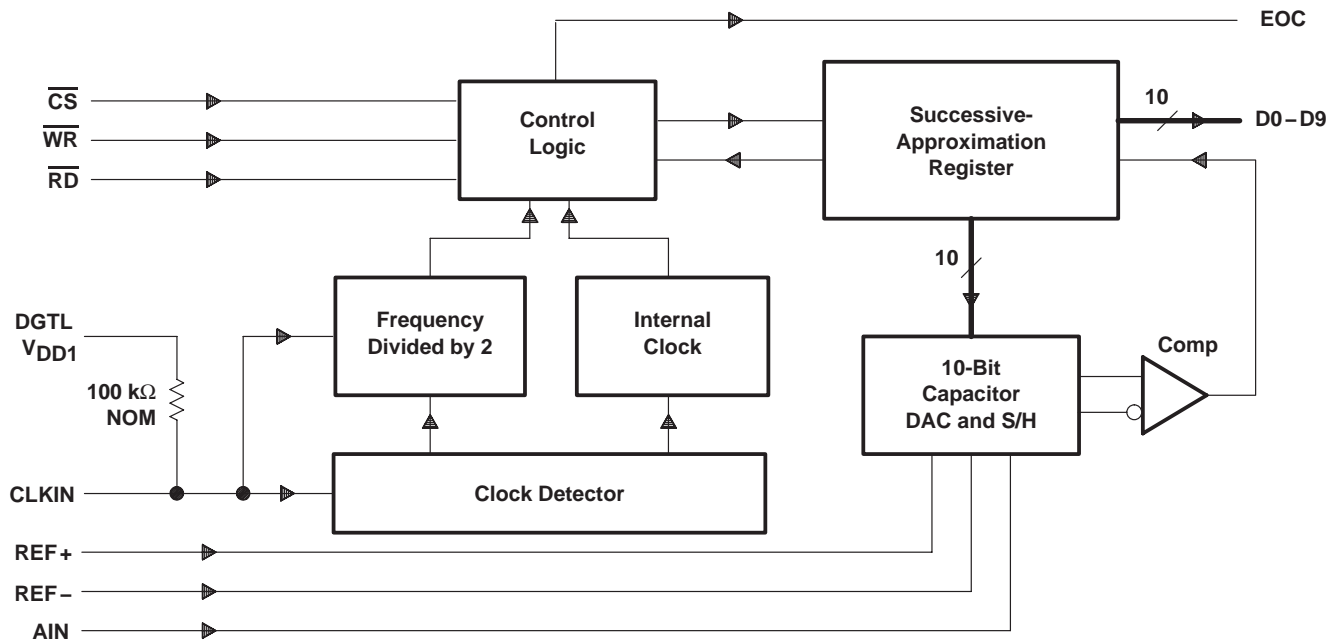 EOC
CS
WR
RD
Control
Logic
Successive-
Approximation
Register
10
D0–D9
10
DGTL
VDD1
100 kΩ
NOM
Frequency
Divided by 2
Internal
Clock
10-Bit
Capacitor
DAC and S/H
Comp
CLKIN
Clock Detector
REF+
REF–
AIN